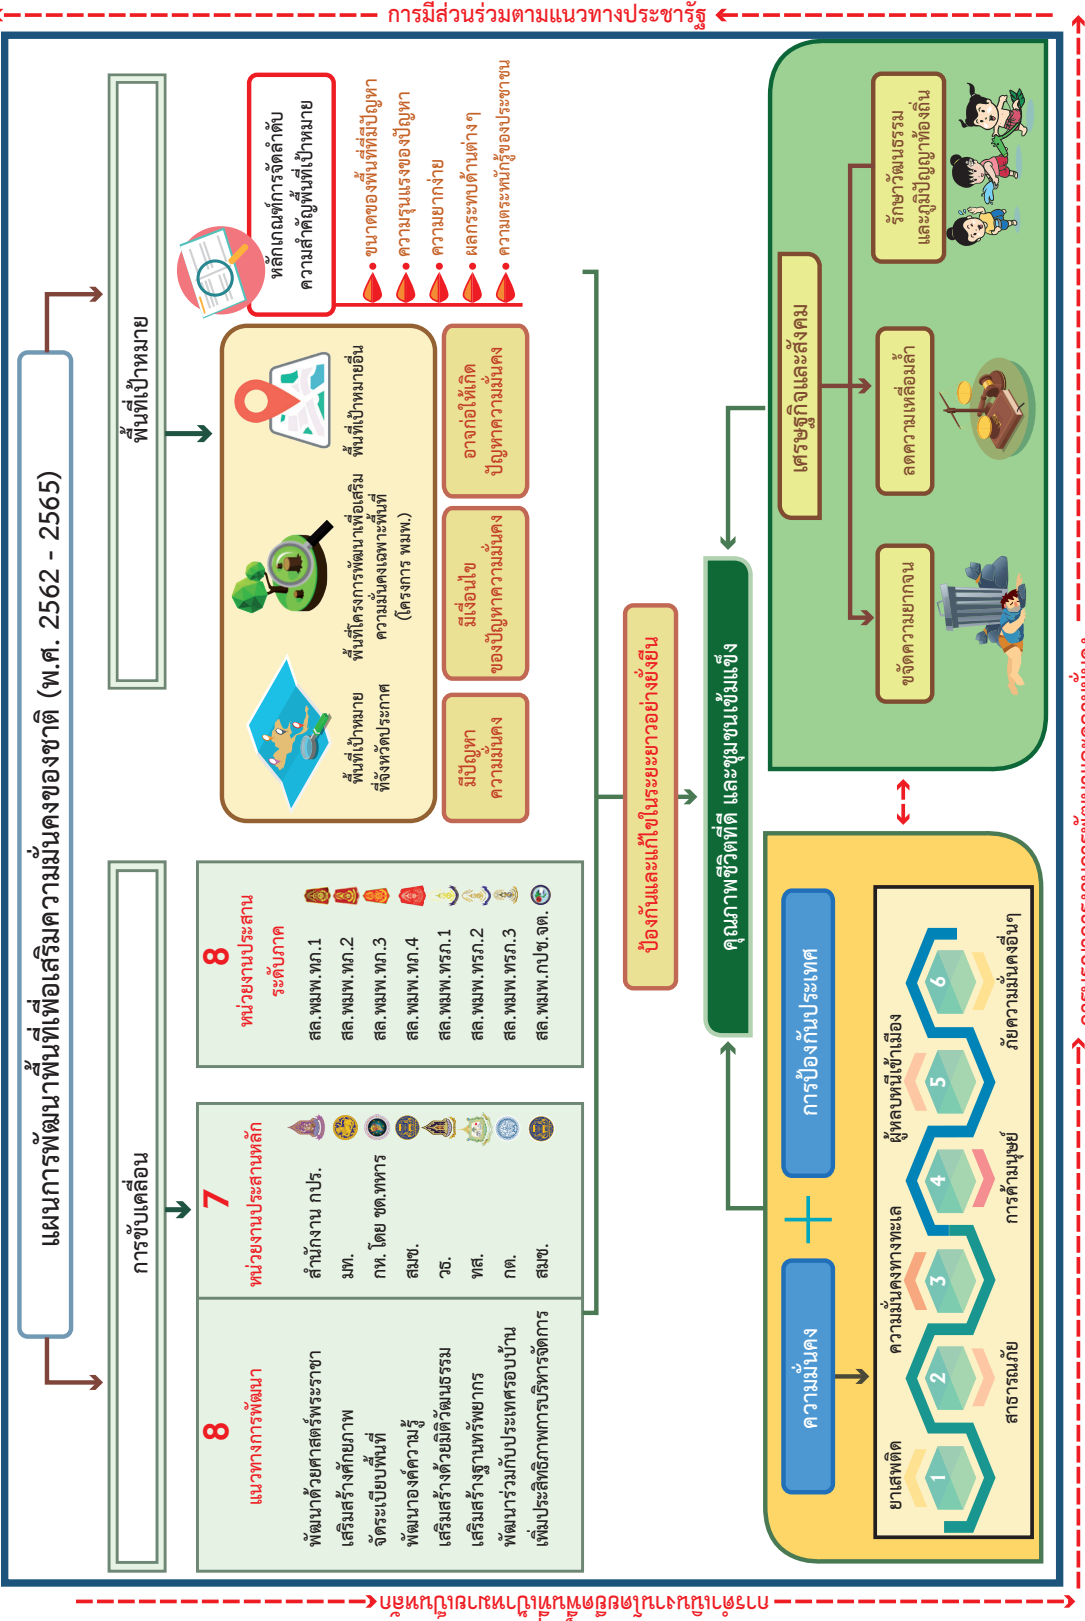 แผนการพัฒนาพื้นที่เพื่อเสริมความมั่นคงของชาติ (พ.ศ. 2562 - 2565)
การขับเคลื่อน
8
แนวทางการพัฒนา
พัฒนาด้วยศาสตร์พระราชา
เสริมสร้างศักยภาพ
จัดระเบียบพื้นที่
พัฒนาองค์ความรู้
เสริมสร้างด้วยมิติวัฒนธรรม
เสริมสร้างฐานทรัพยากร
พัฒนาร่วมกับประเทศรอบบ้าน
เพิ่มประสิทธิภาพการบริหารจัดการ
7
หน่วยงานประสานหลัก
สำนักงาน กปร.
มท.
กห. โดย ชด.ทหาร
สมช.
วธ.
ทส.
กต.
สมช.
8
หน่วยงานประสาน
ระดับภาค
สล.พมพ.ทภ.1
สล.พมพ.ทภ.2
สล.พมพ.ทภ.3
สล.พมพ.ทภ.4
สล.พมพ.ทรภ.1
สล.พมพ.ทรภ.2
สล.พมพ.ทรภ.3
สล.พมพ.กปช.จต.
พื้นที่เป้าหมาย
พื้นที่เป้าหมาย
ที่จังหวัดประกาศ
พื้นที่โครงการพัฒนาเพื่อเสริม
ความมั่นคงเฉพาะพื้นที่
(โครงการ พมพ.)
พื้นที่เป้าหมายอื่น
มีปัญหา
ความมั่นคง
มีเงื่อนไข
ของปัญหาความมั่นคง
อาจก่อให้เกิด
ปัญหาความมั่นคง
หลักเกณฑ์การจัดลำดับ
ความสำคัญพื้นที่เป้าหมาย
ขนาดของพื้นที่ที่มีปัญหา
ความรุนแรงของปัญหา
ความยากง่าย
ผลกระทบด้านต่างๆ
ความตระหนักรู้ของประชาชน
ป้องกันและแก้ไขในระยะยาวอย่างยั่งยืน
คุณภาพชีวิตที่ดี และชุมชนเข้มแข็ง
ความมั่นคง
การป้องกันประเทศ
ยาเสพติด
1
สาธารณภัย
2
ความมั่นคงทางทะเล
3
การค้ามนุษย์
4
ผู้หลบหนีเข้าเมือง
5
ภัยความมั่นคงอื่นๆ
6
เศรษฐกิจและสังคม
ขจัดความยากจน
ลดความเหลื่อมล้ำ
รักษาวัฒนธรรม
และภูมิปัญญาท้องถิ่น
การมีส่วนร่วมตามแนวทางประชารัฐ
การดำเนินงานโดยยึดพื้นที่เป้าหมายเป็นหลัก